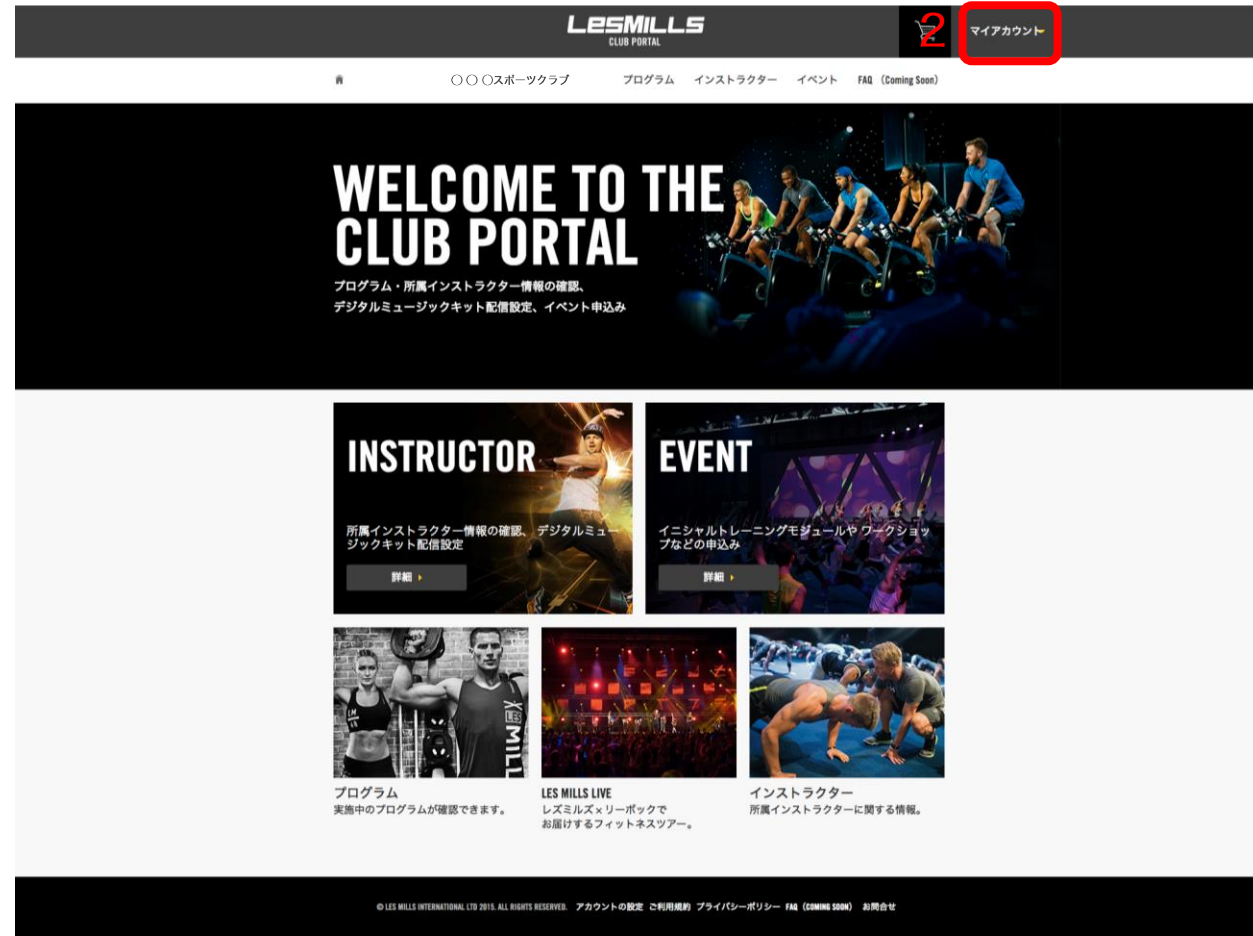 LESMILLS
CLUB PORTAL
2
マイアカウント
〇〇〇スポーツクラブ
プログラム
インストラクター
イベント
FAQ （Coming Soon）
WELCOME TO THE
CLUB PORTAL
プログラム・所属インストラクター情報の確認、
デジタルミュージックキット配信設定、イベント申込み
INSTRUCTOR
所属インストラクター情報の確認、 デジタルミュー
ジックキット配信設定
詳細
EVENT
イニシャルトレーニングモジュールや ワークショッ
プなどの申込み
詳細
LM
X LES MILL
プログラム
実施中のプログラムが確認できます。
LES MILLS LIVE
レズミルズ×リーボックで
お届けするフィットネスツアー。
インストラクター
所属インストラクターに関する情報。
© LES MILLS INTERNATIONAL LTD 2015. ALL RIGHTS RESERVED. アカウントの設定 ご利用規約 プライバシーポリシー FAQ（COMING SOON） お問合せ